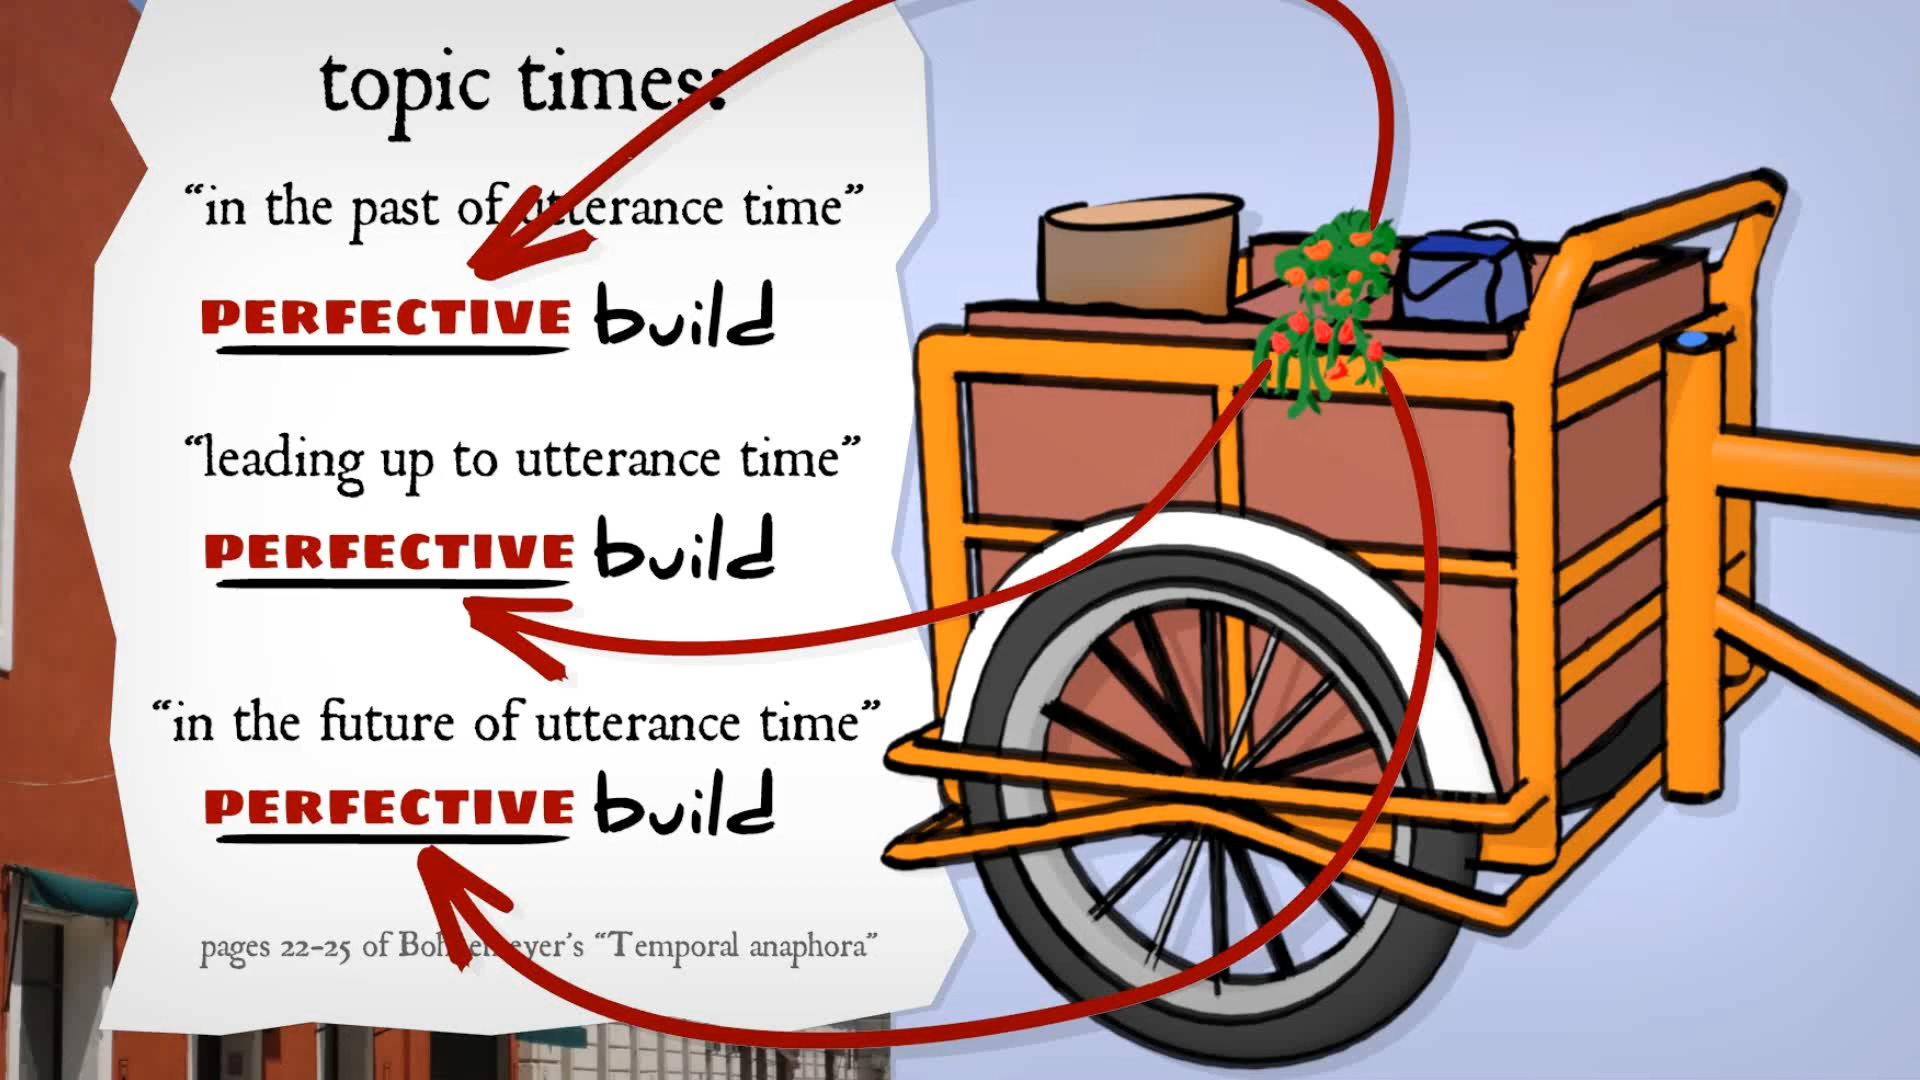 topic times:
“in the past of utterance time”
PERFECTIVE build
“leading up to utterance time”
PERFECTIVE build
“in the future of utterance time”
PERFECTIVE build
pages 22-25 of Bohnemeyer's “Temporal anaphora”